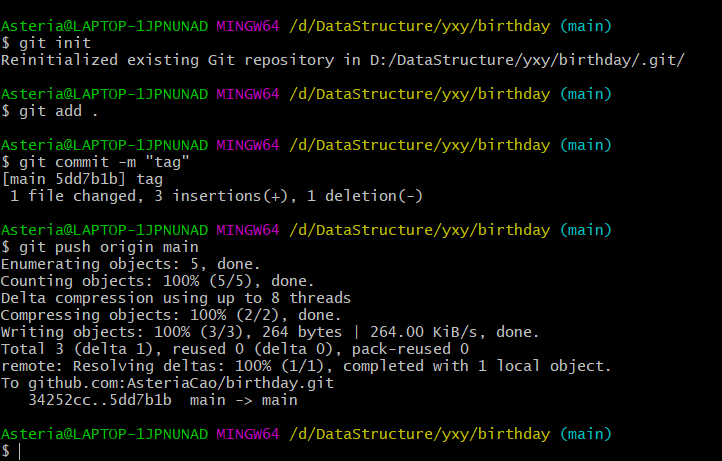 Asteria@LAPTOP-1JPNUNAD MINGW64 /d/DataStructure/yxy/birthday (main)
$ git init
Reinitialized existing Git repository in D:/DataStructure/yxy/birthday/.git/
Asteria@LAPTOP-1JPNUNAD MINGW64 /d/DataStructure/yxy/birthday (main)
$ git add .
Asteria@LAPTOP-1JPNUNAD MINGW64 /d/DataStructure/yxy/birthday (main)
$ git commit -m "tag"
[main 5dd7b1b] tag
 1 file changed, 3 insertions(+), 1 deletion(-)
Asteria@LAPTOP-1JPNUNAD MINGW64 /d/DataStructure/yxy/birthday (main)
$ git push origin main
Enumerating objects: 5, done.
Counting objects: 100% (5/5), done.
Delta compression using up to 8 threads
Compressing objects: 100% (2/2), done.
Writing objects: 100% (3/3), 264 bytes | 264.00 KiB/s, done.
Total 3 (delta 1), reused 0 (delta 0), pack-reused 0
remote: Resolving deltas: 100% (1/1), completed with 1 local object.
To github.com:AsteriaCao/birthday.git
   34252cc..5dd7b1b  main -> main
Asteria@LAPTOP-1JPNUNAD MINGW64 /d/DataStructure/yxy/birthday (main)
$